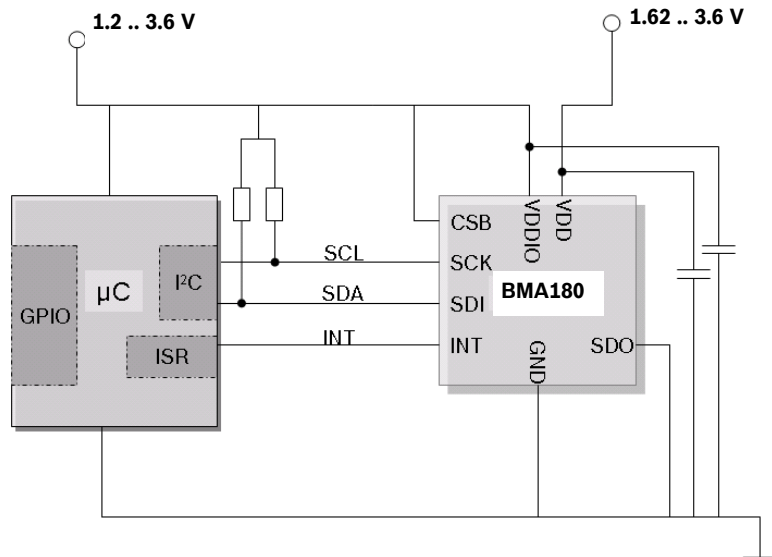 1.2 .. 3.6 V
1.62 .. 3.6 V
GPIO
µC
I²C
ISR
SCL
SDA
INT
CSB
SCK
SDI
INT
VDDIO
VDD
BMA180
GND
SDO